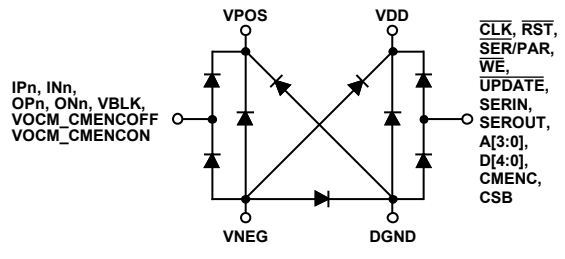 VPOS
VDD
IPn, INn,
OPn, ONn, VBLK,
VOCM_CMENCOFF
VOCM_CMENCON
CLK, RST,
SER/PAR,
WE,
UPDATE,
SERIN,
SEROUT,
A[3:0],
D[4:0],
CMENC,
CSB
VNEG
DGND